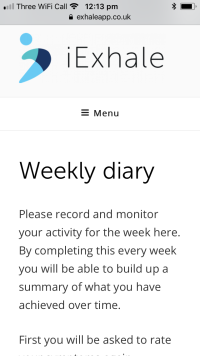 Three WiFi Call 12:13 pm
exhaleapp.co.uk
iExhale
Menu
Weekly diary
Please record and monitor
your activity for the week here.
By completing this every week
you will be able to build up a
summary of what you have
achieved over time.
First you will be asked to rate